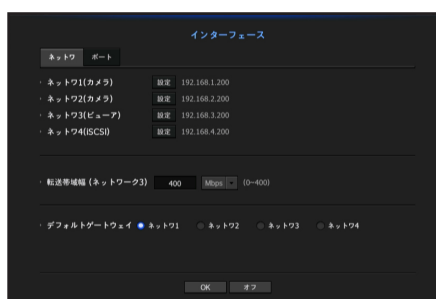 インターフェース
ネットワ ポート
ネットワ1(カメラ) 設定 192.168.1.200
ネットワ2(カメラ) 設定 192.168.2.200
ネットワ3(ビューア) 設定 192.168.3.200
ネットワ4(iSCSI) 設定 192.168.4.200
転送帯域幅 (ネットワーク3) 400 Mbps (0~400)
デフォルトゲートウェイ ネットワ1 ネットワ2 ネットワ3 ネットワ4
OK オフ